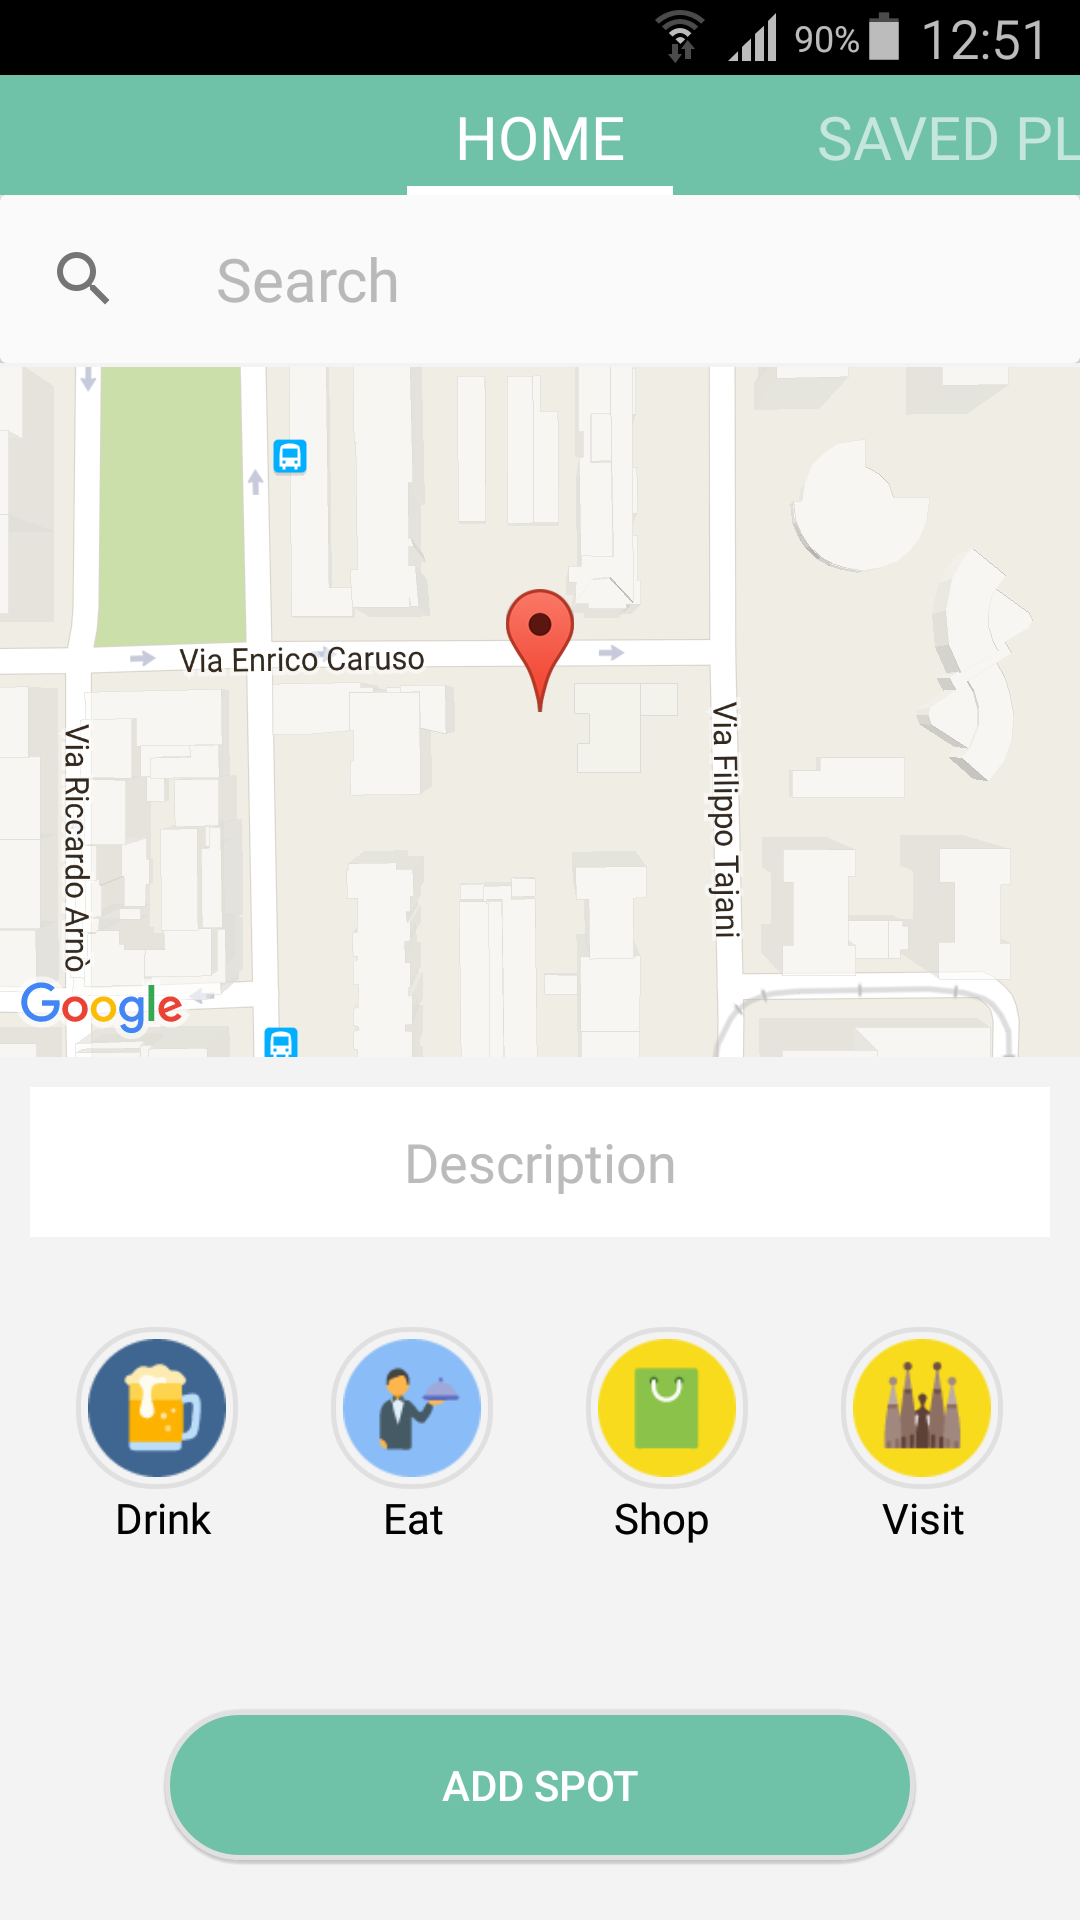 90% 12:51
HOME SAVED PL
Search
Via Enrico Caruso
Via Riccardo Arnò
Via Filippo Tajani
Google
Description
Drink Eat Shop Visit
ADD SPOT